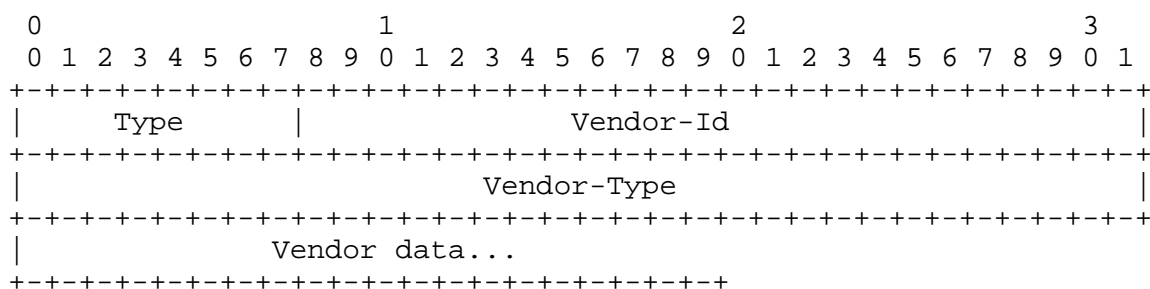 0                   1                   2                   3
 0 1 2 3 4 5 6 7 8 9 0 1 2 3 4 5 6 7 8 9 0 1 2 3 4 5 6 7 8 9 0 1
+-+-+-+-+-+-+-+-+-+-+-+-+-+-+-+-+-+-+-+-+-+-+-+-+-+-+-+-+-+-+-+-+
|     Type      |               Vendor-Id                       |
+-+-+-+-+-+-+-+-+-+-+-+-+-+-+-+-+-+-+-+-+-+-+-+-+-+-+-+-+-+-+-+-+
|                          Vendor-Type                          |
+-+-+-+-+-+-+-+-+-+-+-+-+-+-+-+-+-+-+-+-+-+-+-+-+-+-+-+-+-+-+-+-+
|              Vendor data...
+-+-+-+-+-+-+-+-+-+-+-+-+-+-+-+-+-+-+-+-+